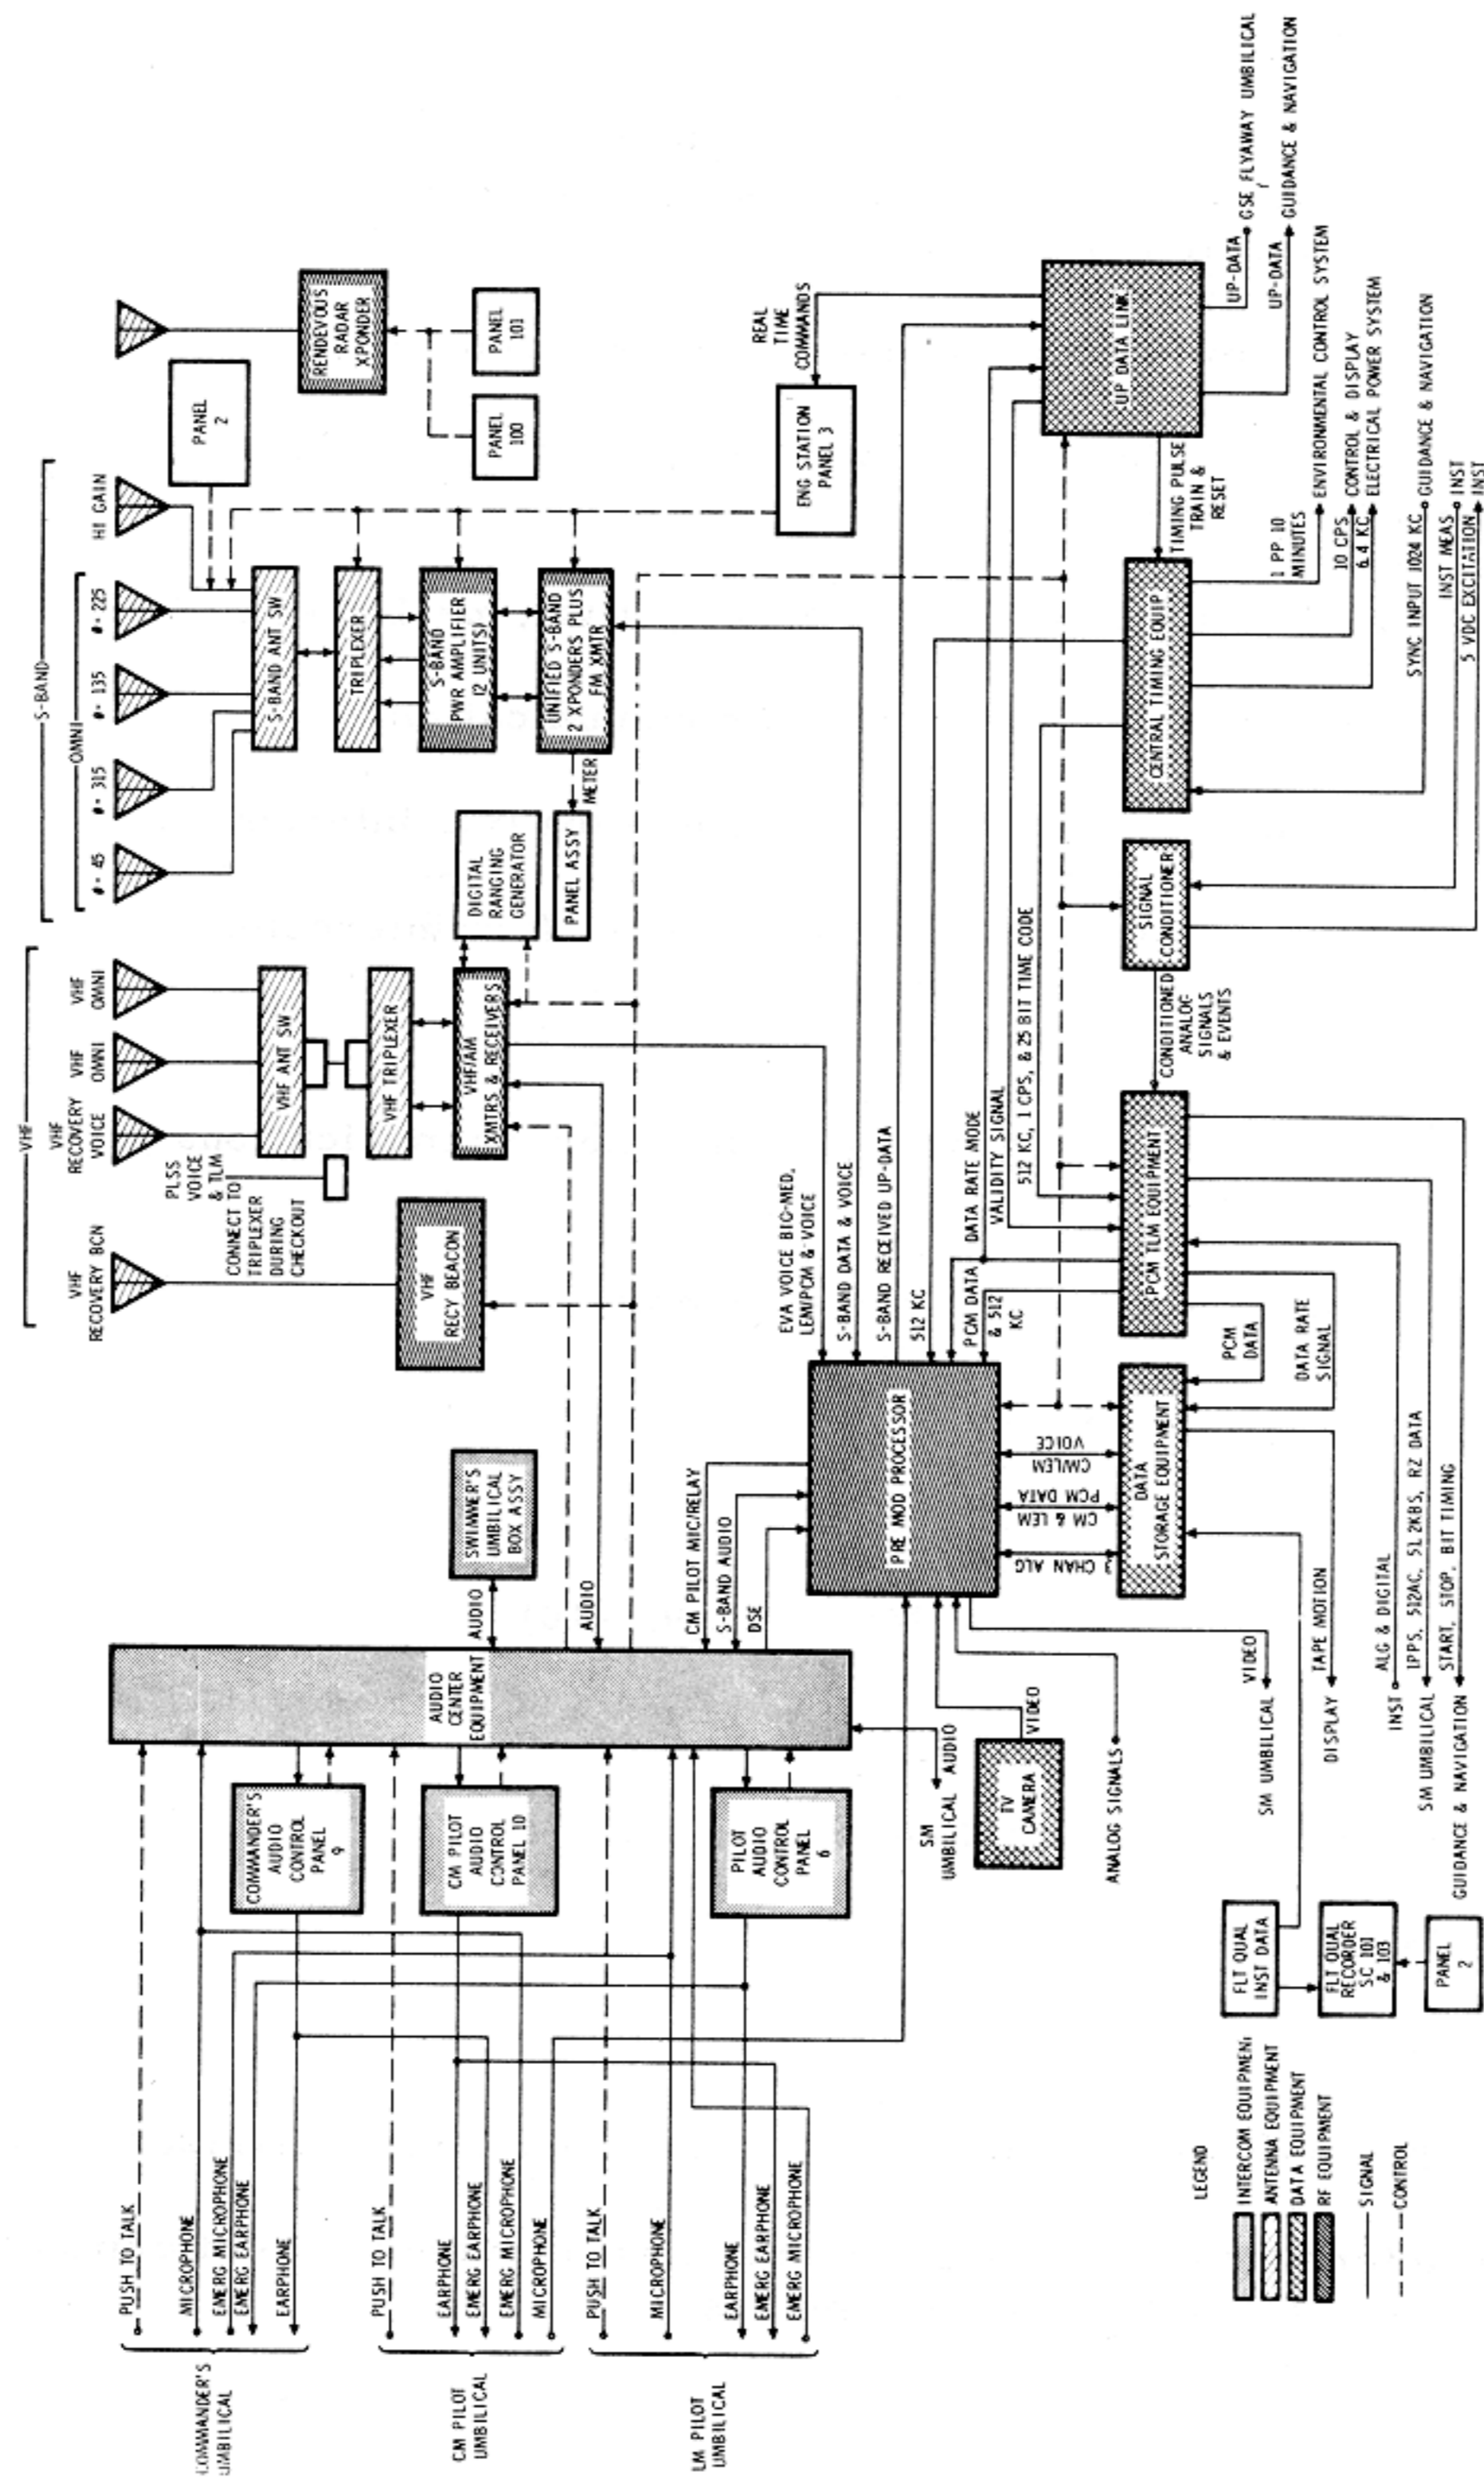 S-BAND
VHF
OMNI
VHF
RECOVERY BCN
VHF
RECOVERY
VOICE
VHF
OMNI
VHF
OMNI
ø- 45
ø- 315
ø- 135
ø- 225
HI GAIN
PLSS
VOICE
& TLM
CONNECT TO
TRIPLEXER
DURING
CHECKOUT
VHF ANT SW
VHF TRIPLEXER
VHF/AM
XMTRS & RECEIVERS
VHF
RECY BEACON
DIGITAL
RANGING
GENERATOR
PANEL ASSY
METER
S-BAND ANT SW
TRIPLEXER
S-BAND
PWR AMPLIFIER
(2 UNITS)
UNIFIED S-BAND
2 XPONDERS PLUS
FM XMTR
PANEL
2
RENDEVOUS
RADAR
XPONDER
PANEL
100
PANEL
101
ENG STATION
PANEL 3
REAL
TIME
COMMANDS
COMMANDER'S
UMBILICAL
PUSH TO TALK
MICROPHONE
EMERG MICROPHONE
EMERG EARPHONE
EARPHONE
CM PILOT
UMBILICAL
PUSH TO TALK
EARPHONE
EMERG EARPHONE
EMERG MICROPHONE
MICROPHONE
LM PILOT
UMBILICAL
PUSH TO TALK
MICROPHONE
EARPHONE
EMERG EARPHONE
EMERG MICROPHONE
COMMANDER'S
AUDIO
CONTROL
PANEL
9
CM PILOT
AUDIO
CONTROL
PANEL 10
PILOT
AUDIO
CONTROL
PANEL
6
AUDIO
CENTER
EQUIPMENT
AUDIO
SWIMMER'S
UMBILICAL
BOX ASSY
AUDIO
CM PILOT MIC/RELAY
S-BAND AUDIO
DSE
SM
UMBILICAL
AUDIO
TV
CAMERA
VIDEO
ANALOG SIGNALS
PRE MOD PROCESSOR
EVA VOICE BIO-MED,
LEM/PCM & VOICE
S-BAND DATA & VOICE
S-BAND RECEIVED UP-DATA
512 KC
PCM DATA
& 512
KC
DATA RATE MODE
VALIDITY SIGNAL
512 KC, 1 CPS, & 25 BIT TIME CODE
3 CHAN ALG
CM & LEM
PCM DATA
CM/LEM
VOICE
DATA
STORAGE EQUIPMENT
PCM
DATA
DATA RATE
SIGNAL
PCM TLM EQUIPMENT
CONDITIONED
ANALOG
SIGNALS
& EVENTS
SIGNAL
CONDITIONER
CENTRAL TIMING EQUIP
TIMING PULSE
TRAIN &
RESET
UP DATA LINK
UP-DATA
GSE FLYAWAY UMBILICAL
UP-DATA
GUIDANCE & NAVIGATION
1 PP 10
MINUTES
ENVIRONMENTAL CONTROL SYSTEM
10 CPS
CONTROL & DISPLAY
6.4 KC
ELECTRICAL POWER SYSTEM
SYNC INPUT 1024 KC
GUIDANCE & NAVIGATION
INST MEAS
INST
5 VDC EXCITATION
INST
SM UMBILICAL
VIDEO
DISPLAY
TAPE MOTION
INST
ALG & DIGITAL
SM UMBILICAL
1PPS, 512AC, 51.2KBS, RZ DATA
GUIDANCE & NAVIGATION
START, STOP, BIT TIMING
FLT QUAL
INST DATA
FLT QUAL
RECORDER
SC 101
& 103
PANEL
2
LEGEND
INTERCOM EQUIPMENT
ANTENNA EQUIPMENT
DATA EQUIPMENT
RF EQUIPMENT
SIGNAL
CONTROL